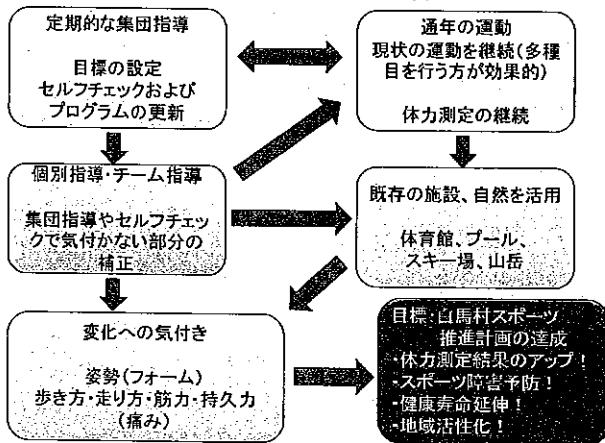 定期的な集団指導
目標の設定
セルフチェックおよび
プログラムの更新
通年の運動
現状の運動を継続(多種
目を行う方が効果的)
体力測定の継続
個別指導・チーム指導
集団指導やセルフチェッ
クで気付かない部分の
補正
既存の施設、自然を活用
体育館、プール、
スキー場、山岳
変化への気付き
姿勢(フォーム)
歩き方・走り方・筋力・持久力
(痛み)
目標:白馬村スポーツ
推進計画の達成
・体力測定結果のアップ!
・スポーツ障害予防!
・健康寿命延伸!
・地域活性化!